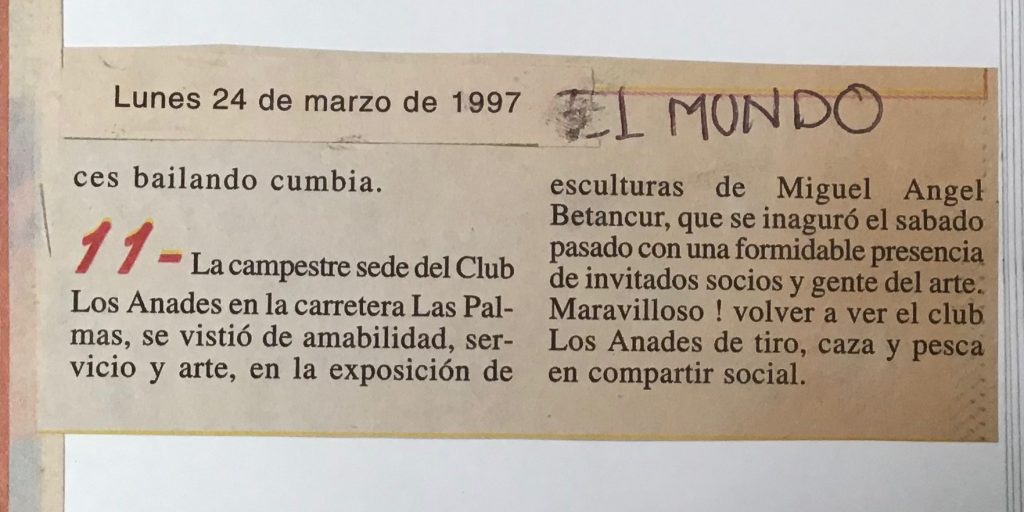 Lunes 24 de marzo de 1997
EL MUNDO
ces bailando cumbia.
11- La campestre sede del Club
Los Anades en la carretera Las Pal-
mas, se vistió de amabilidad, ser-
vicio y arte, en la exposición de
esculturas de Miguel Angel
Betancur, que se inaguró el sabado
pasado con una formidable presencia
de invitados socios y gente del arte.
Maravilloso ! volver a ver el club
Los Anades de tiro, caza y pesca
en compartir social.